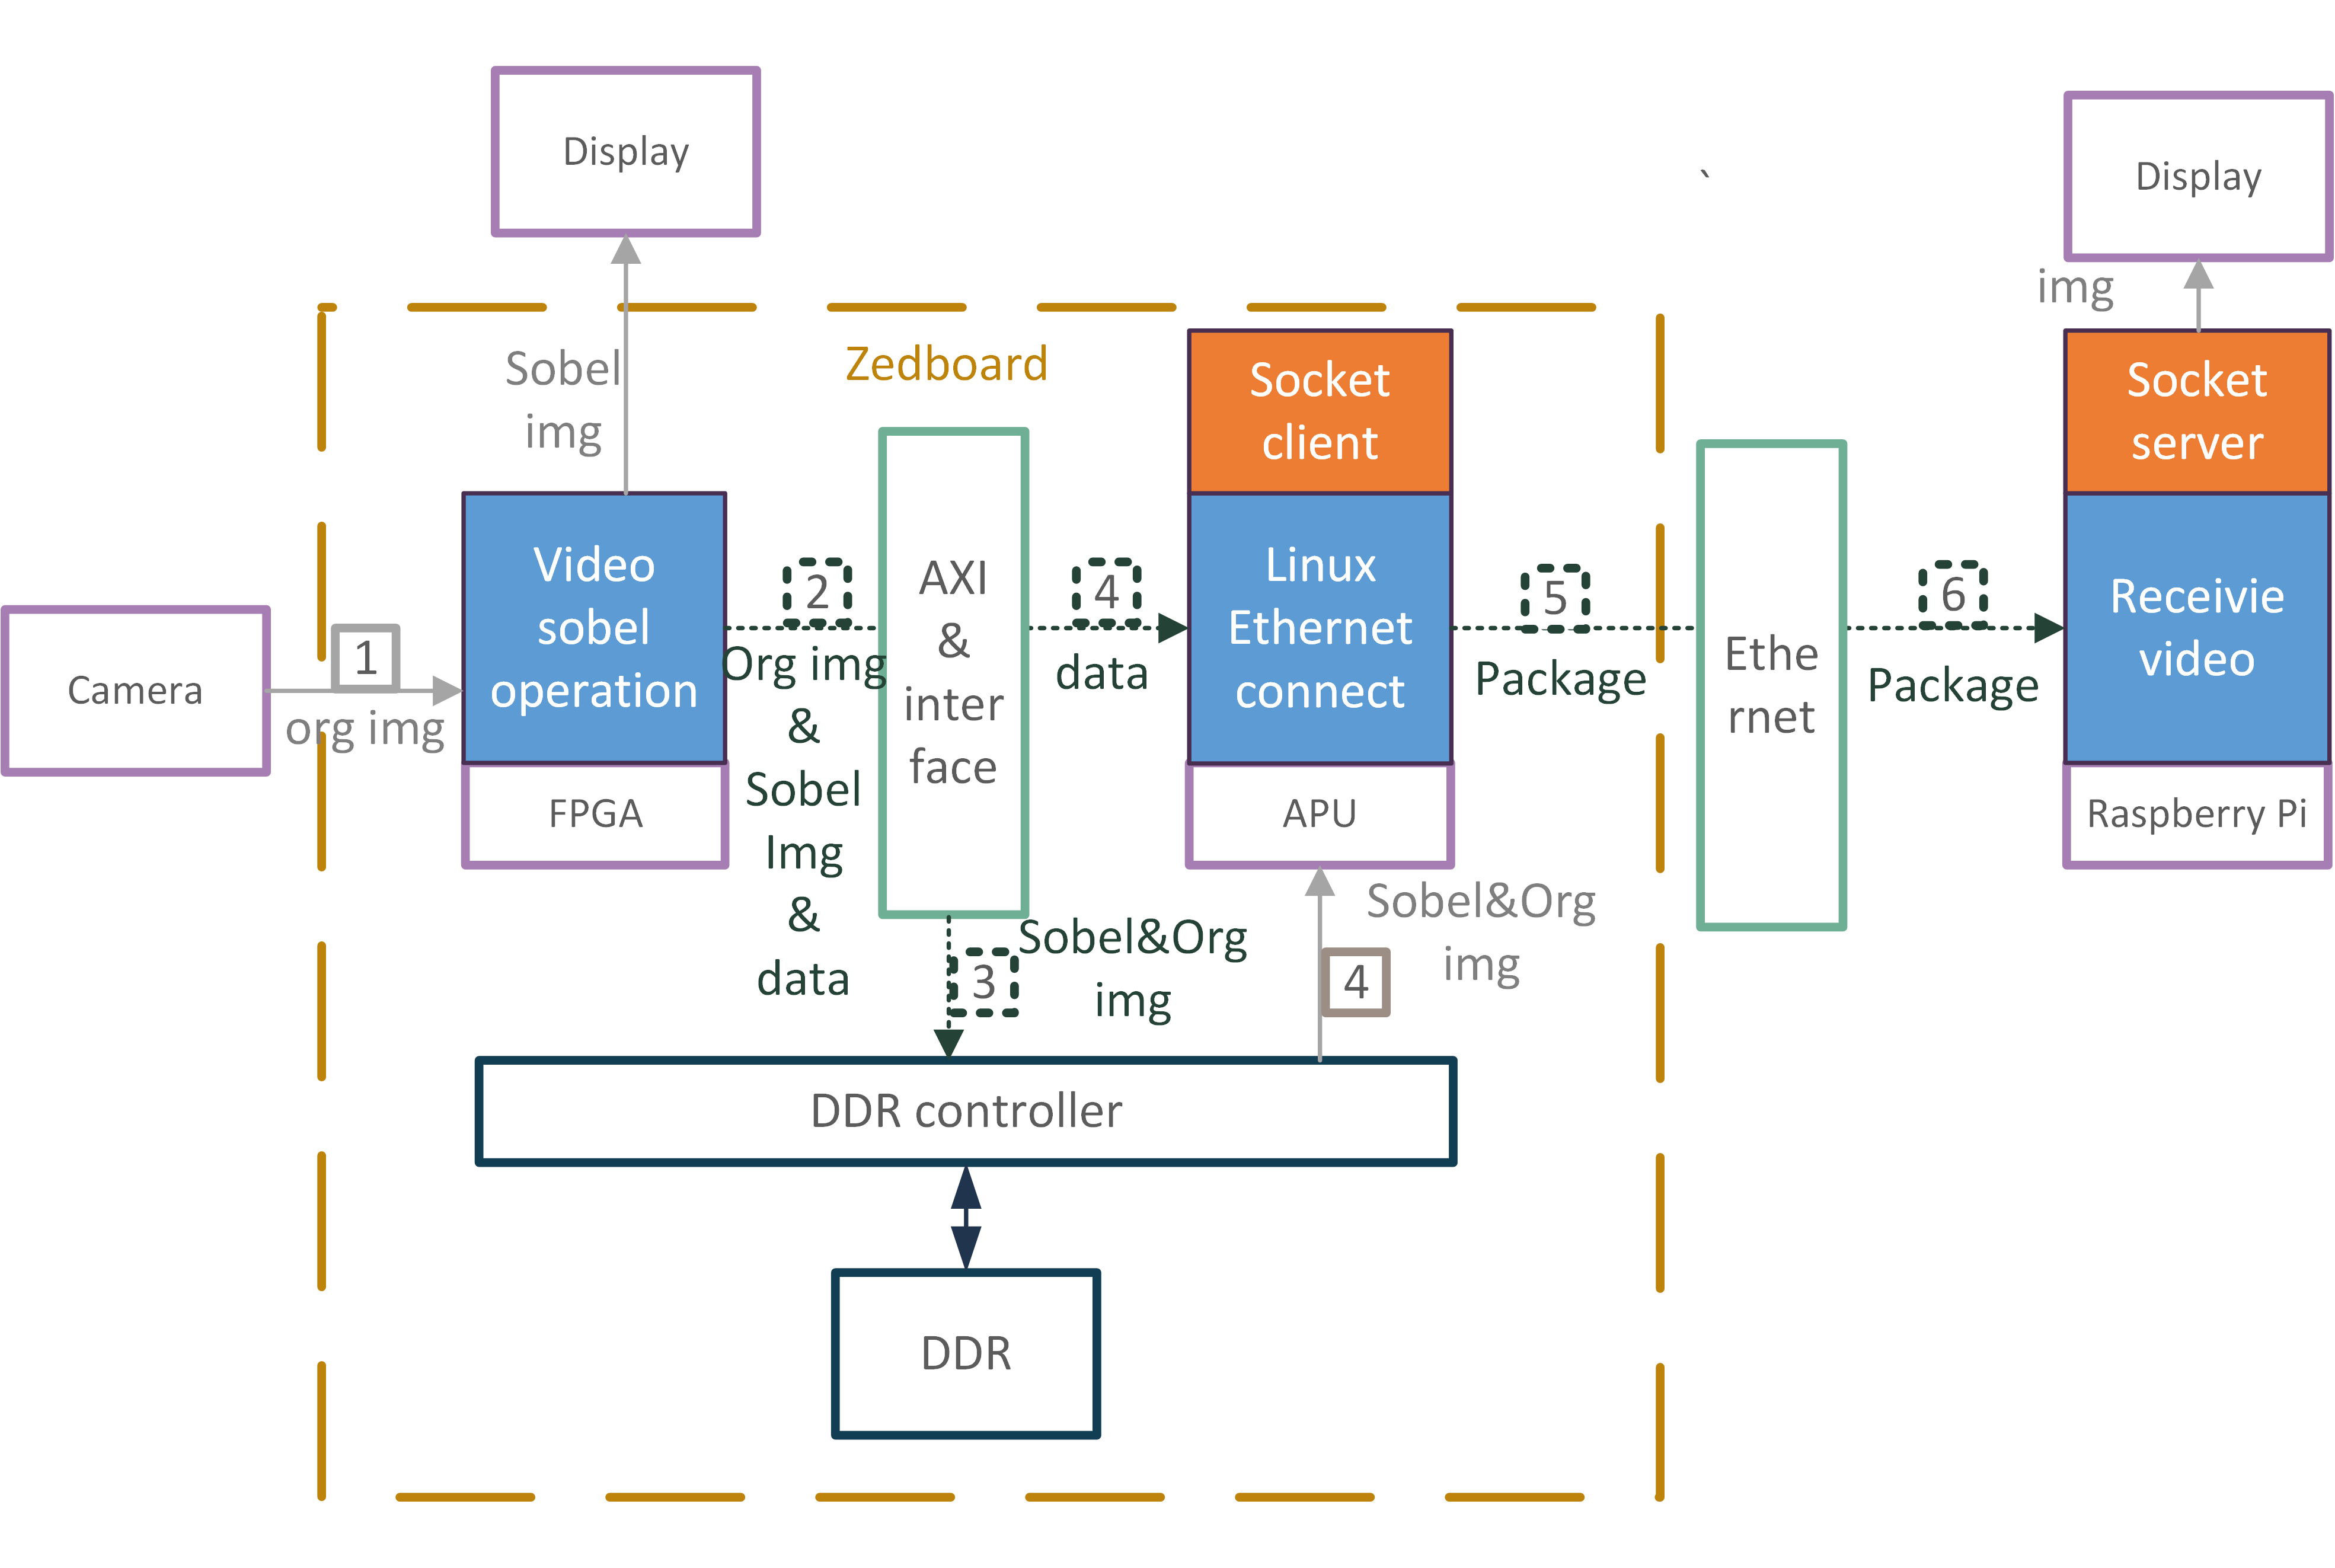 Display
Display
`
img
Sobel
img
Zedboard
Socket
client
Socket
server
Camera
1
org img
Video
sobel
operation
FPGA
2
Org img
&
Sobel
Img
&
data
AXI
&
inter
face
4
data
Linux
Ethernet
connect
APU
5
Package
Ethe
rnet
6
Package
Receivie
video
Raspberry Pi
3
Sobel&Org
img
4
Sobel&Org
img
DDR controller
DDR